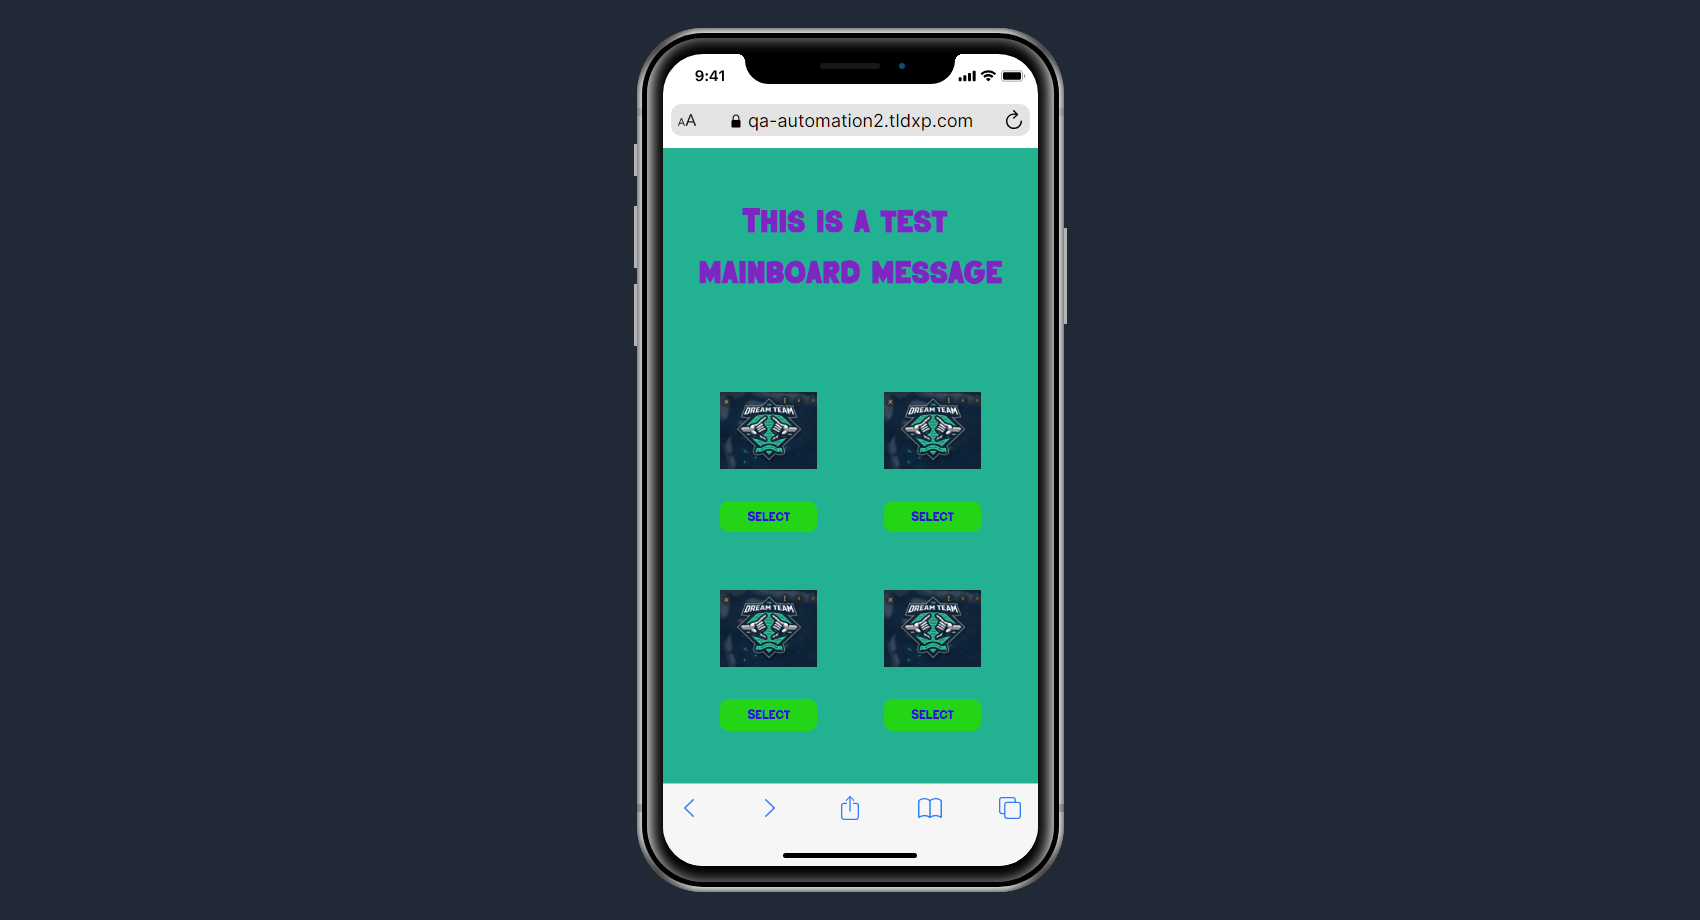 9:41
AA
qa-automation2.tldxp.com
This is a test
mainboard message
DREAM TEAM
DREAM TEAM
Select
Select
DREAM TEAM
DREAM TEAM
Select
Select